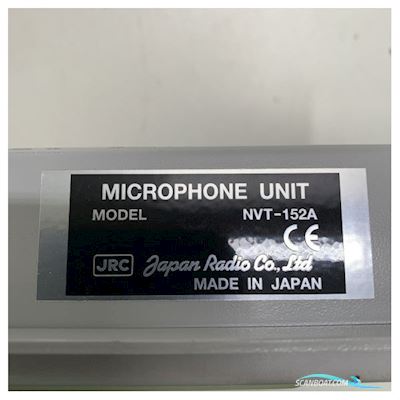 MICROPHONE UNIT
MODEL NVT-152A
CE
JRC Japan Radio Co., Ltd
MADE IN JAPAN
SCANBOAT.COM